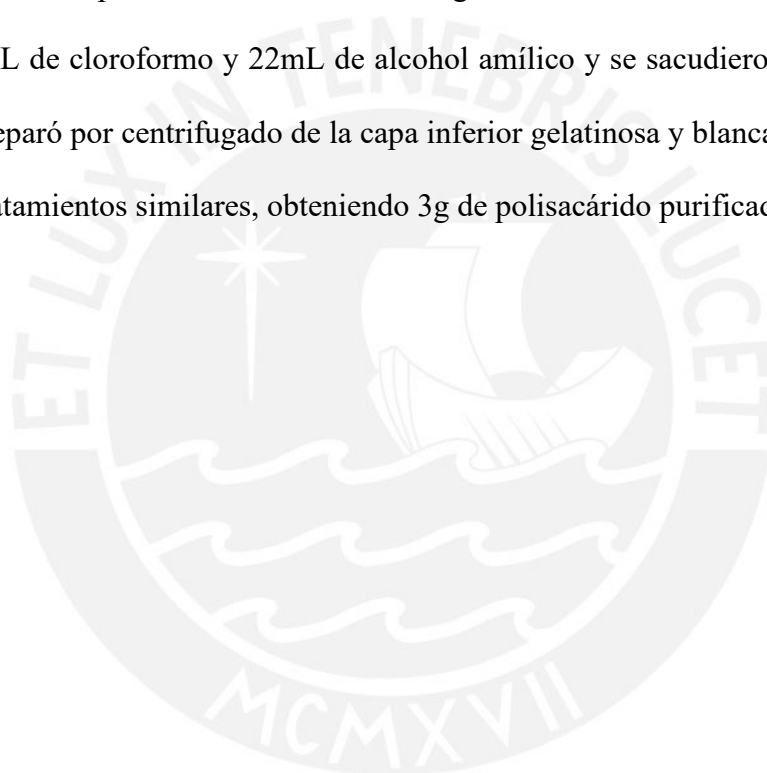 L de cloroformo y 22mL de alcohol amílico y se sacudiero
eparó por centrifugado de la capa inferior gelatinosa y blanca
atamientos similares, obteniendo 3g de polisacárido purificad
ET LUX IN TENEBRIS LUCET
MCMXVII